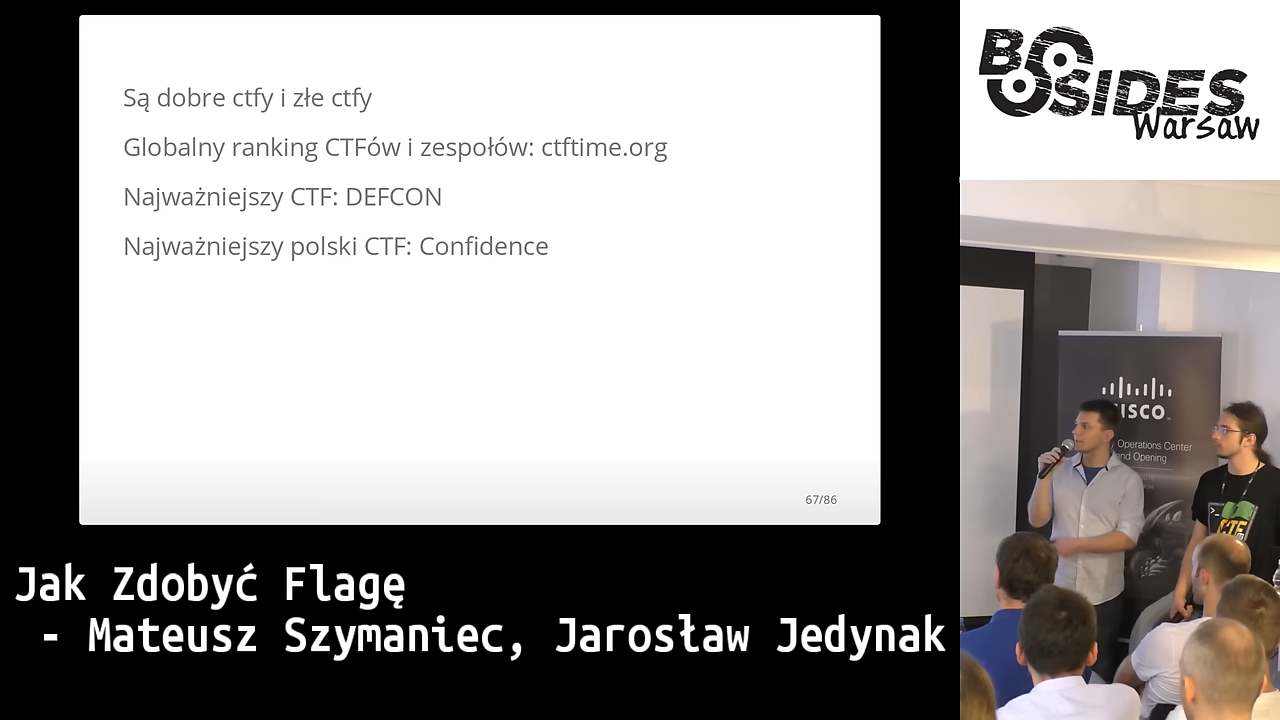 Są dobre ctfy i złe ctfy
Globalny ranking CTFów i zespołów: ctftime.org
Najważniejszy CTF: DEFCON
Najważniejszy polski CTF: Confidence
67/86
Jak Zdobyć Flagę
- Mateusz Szymaniec, Jarosław Jedynak
BSIDES
Warsaw
Operations Center
Opening